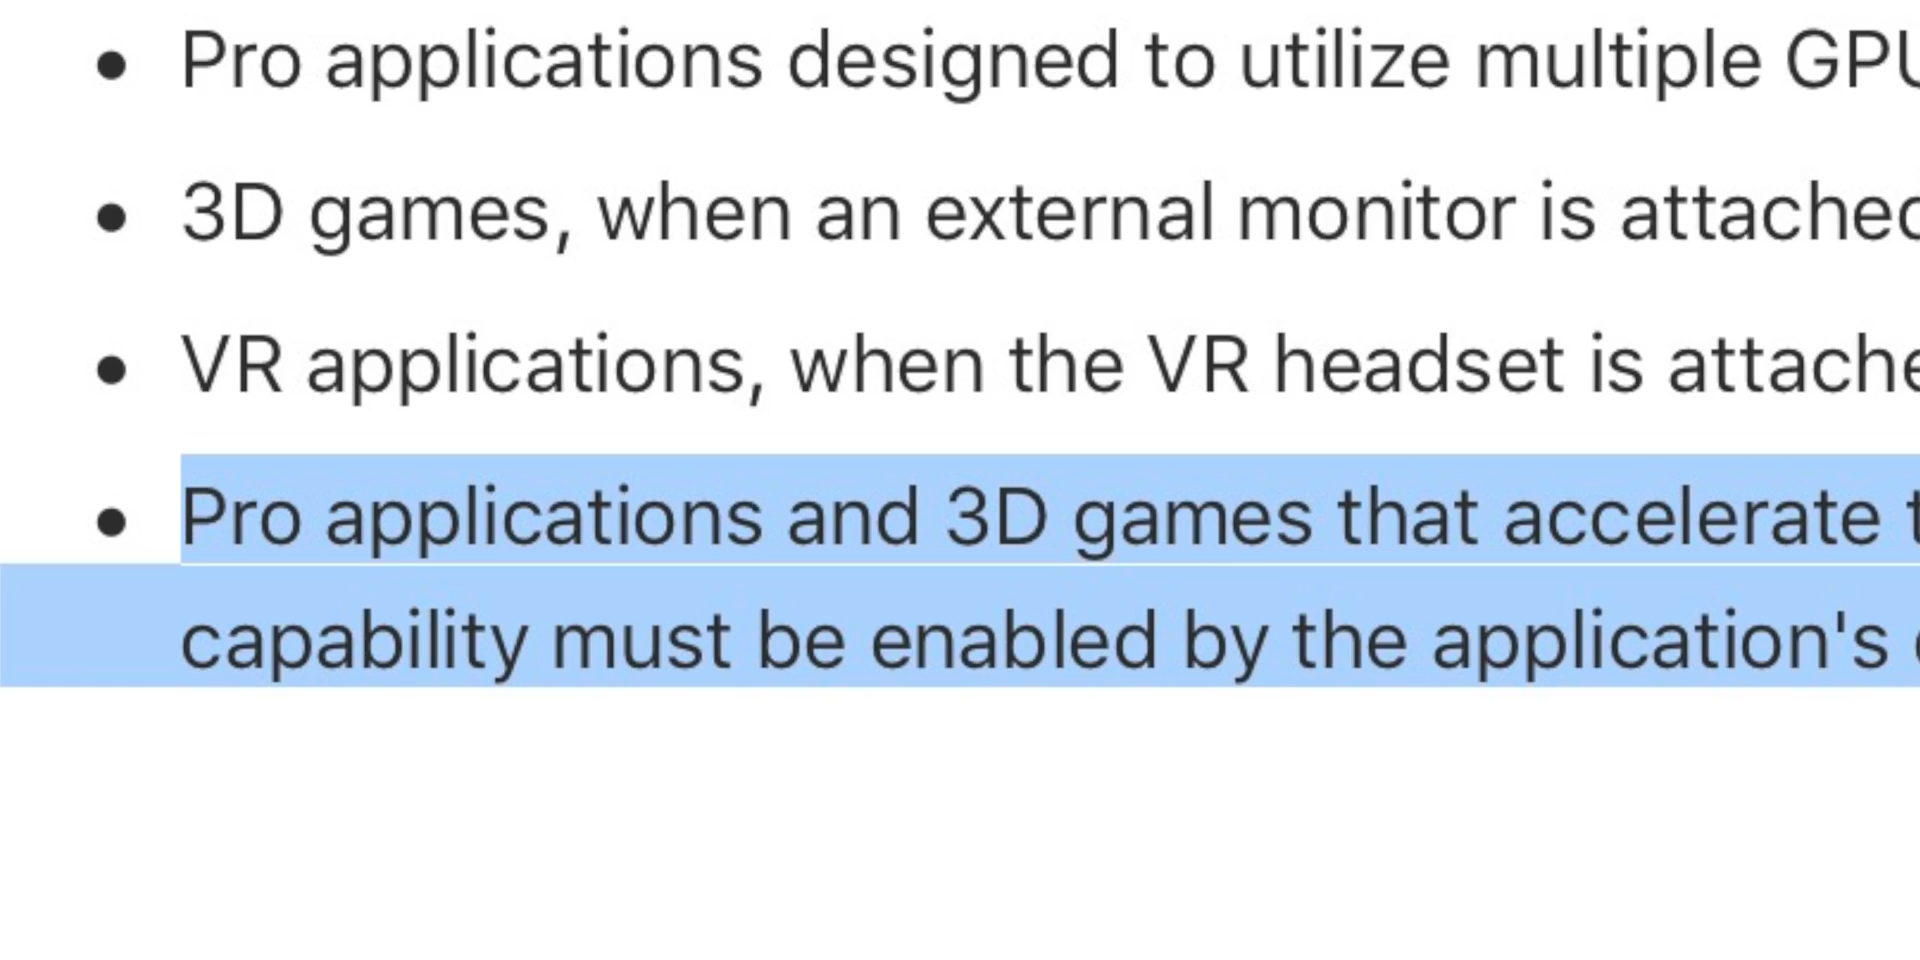 • Pro applications designed to utilize multiple GPU
• 3D games, when an external monitor is attached
• VR applications, when the VR headset is attache
• Pro applications and 3D games that accelerate t
capability must be enabled by the application's